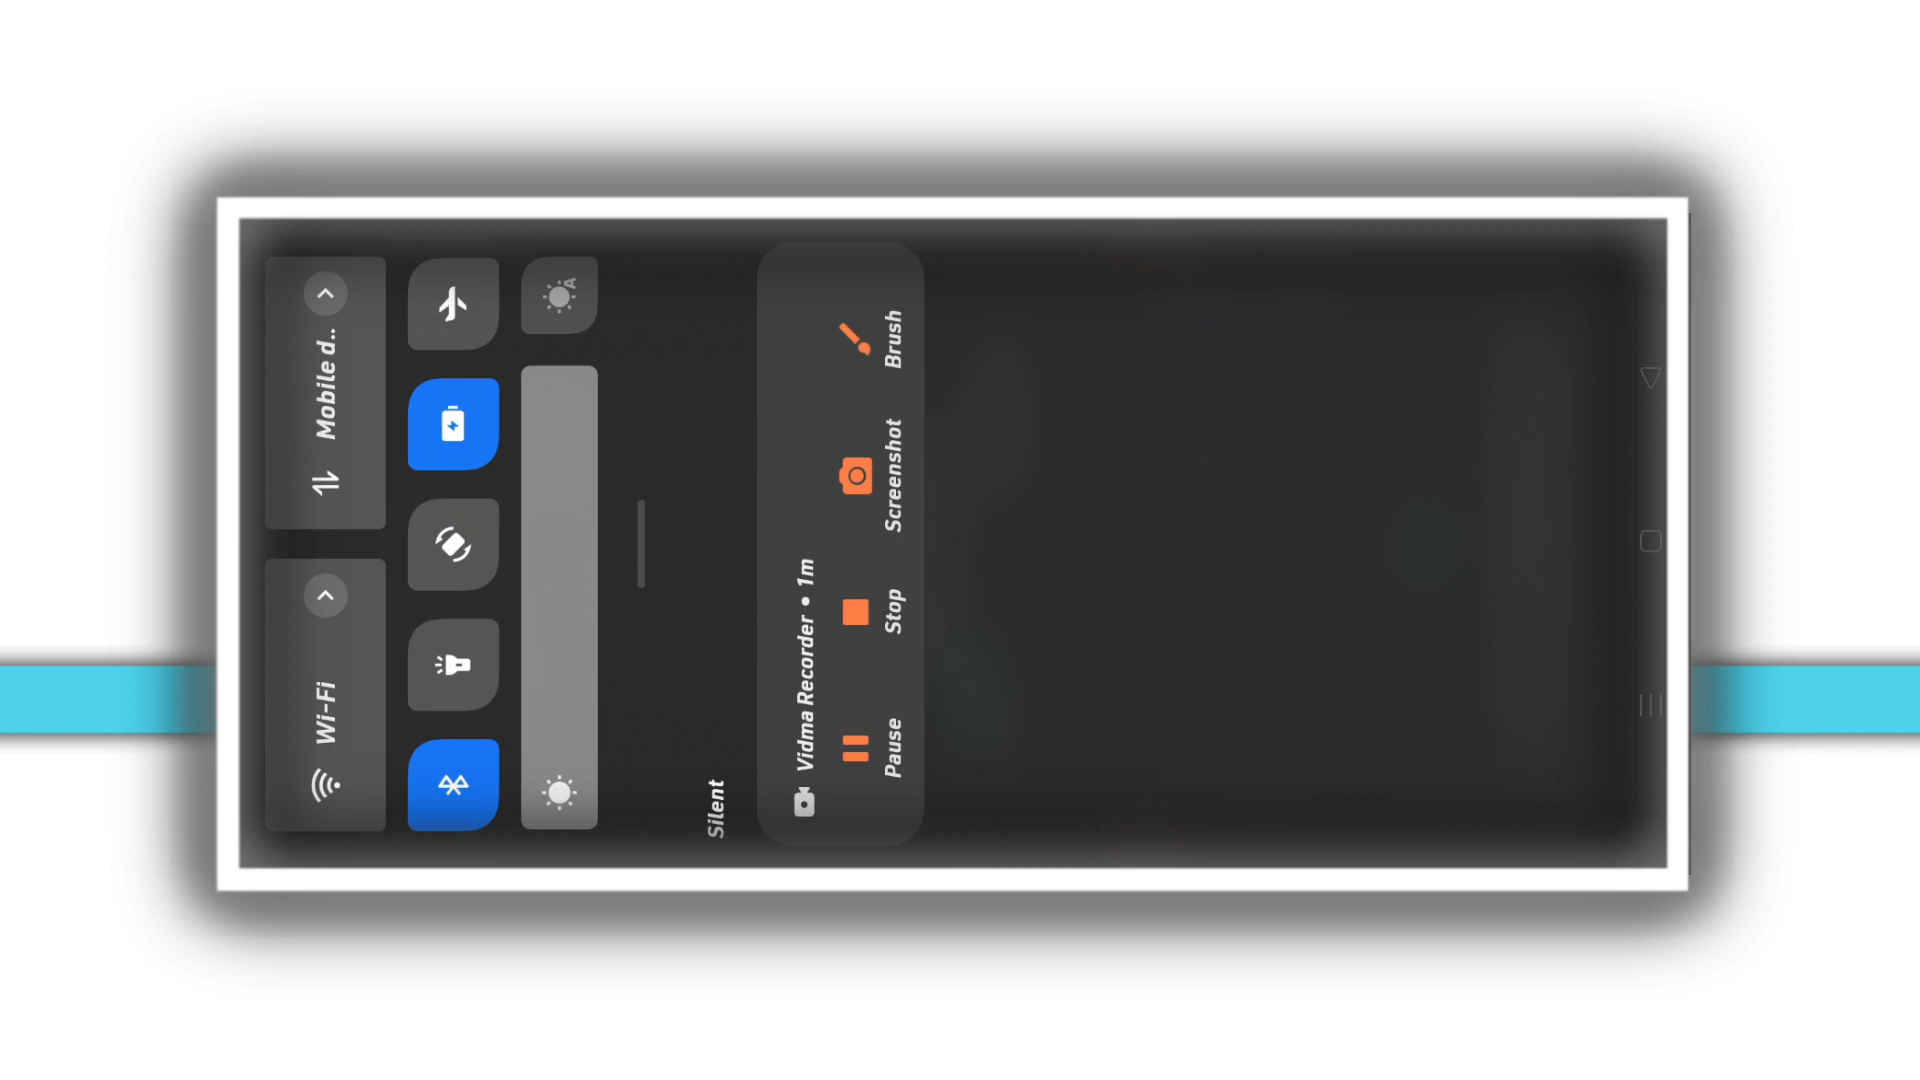 Wi-Fi
Mobile d..
Silent
Vidma Recorder • 1m
Pause
Stop
Screenshot
Brush